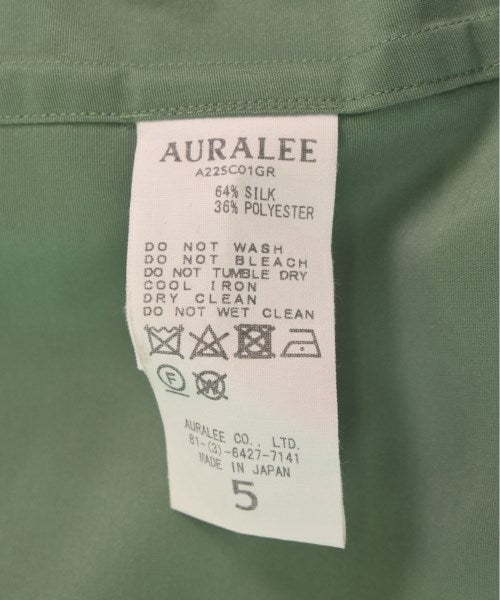 AURALEE
A22SC01GR
64% SILK
36% POLYESTER
DO NOT WASH
DO NOT BLEACH
DO NOT TUMBLE DRY
COOL IRON
DRY CLEAN
DO NOT WET CLEAN
F W
AURALEE CO., LTD.
81-(3)-6427-7141
MADE IN JAPAN
5